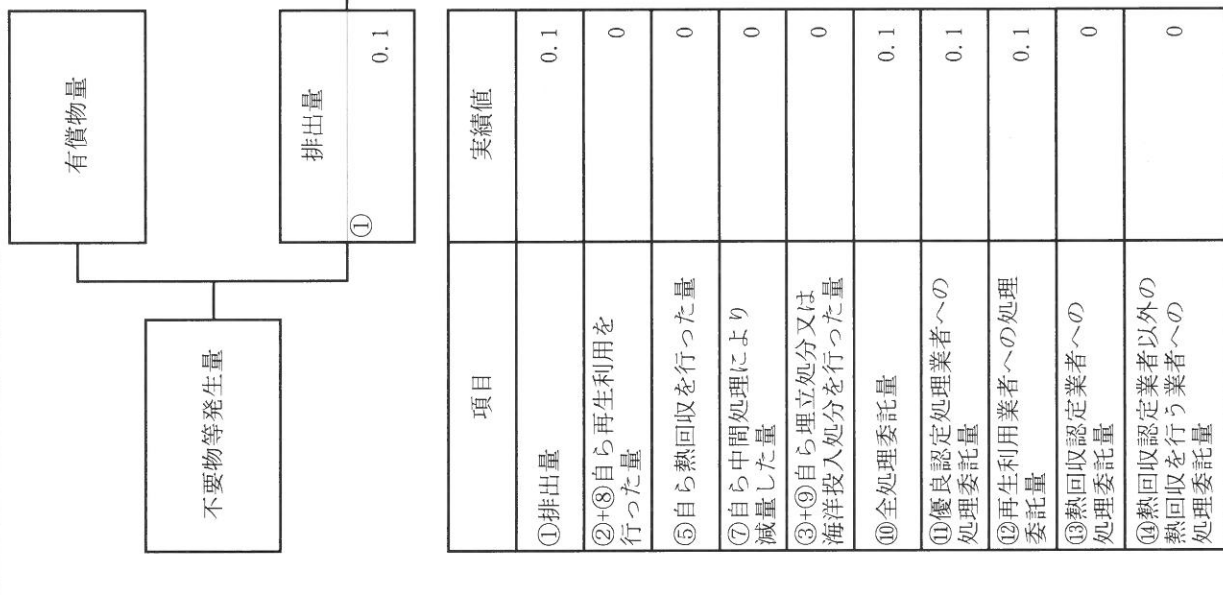 有償物量
不要物等発生量
排出量
①
0.1
項目
実績値
①排出量
0.1
②+⑧自ら再生利用を
行った量
0
⑤自ら熱回収を行った量
0
⑦自ら中間処理により
減量した量
0
③+⑨自ら埋立処分又は
海洋投入処分を行った量
0
⑩全処理委託量
0.1
⑪優良認定処理業者への
処理委託量
0.1
⑫再生利用業者への処理
委託量
0.1
⑬熱回収認定業者への
処理委託量
0
⑭熱回収認定業者以外の
熱回収を行う業者への
処理委託量
0